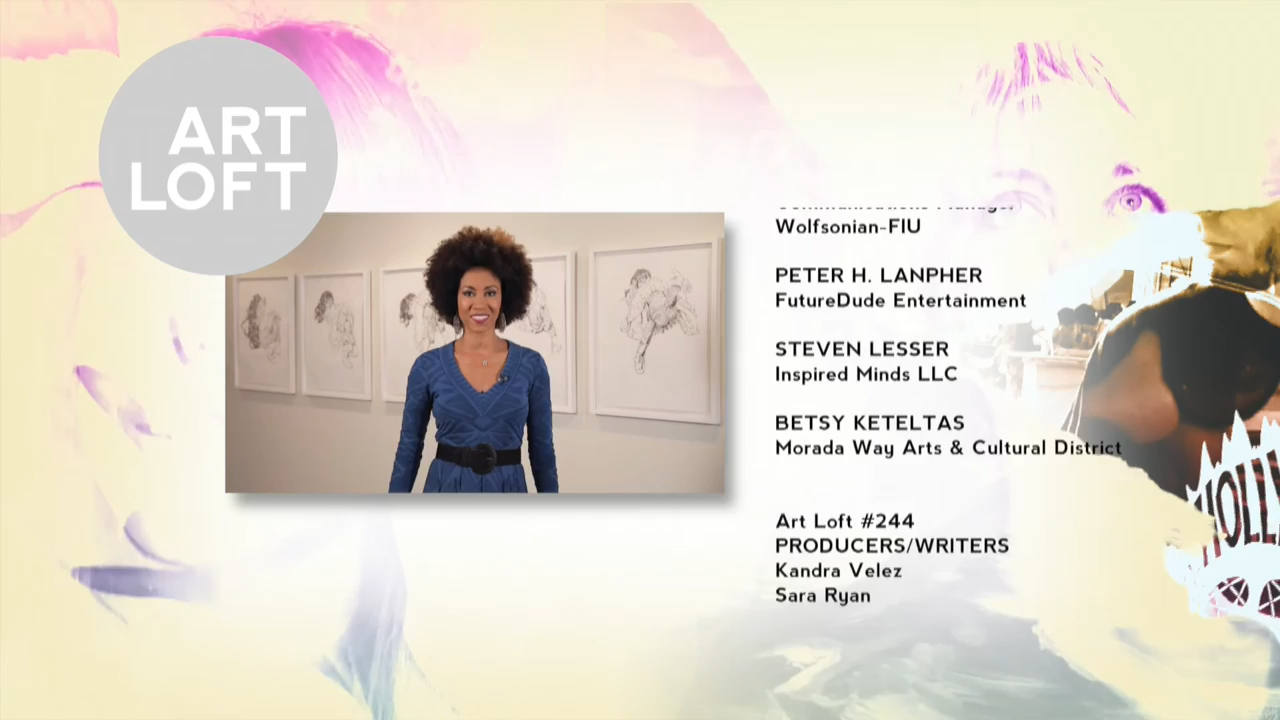 ART
LOFT
Wolfsonian-FIU
PETER H. LANPHER
FutureDude Entertainment
STEVEN LESSER
Inspired Minds LLC
BETSY KETELTAS
Morada Way Arts & Cultural District
Art Loft #244
PRODUCERS/WRITERS
Kandra Velez
Sara Ryan